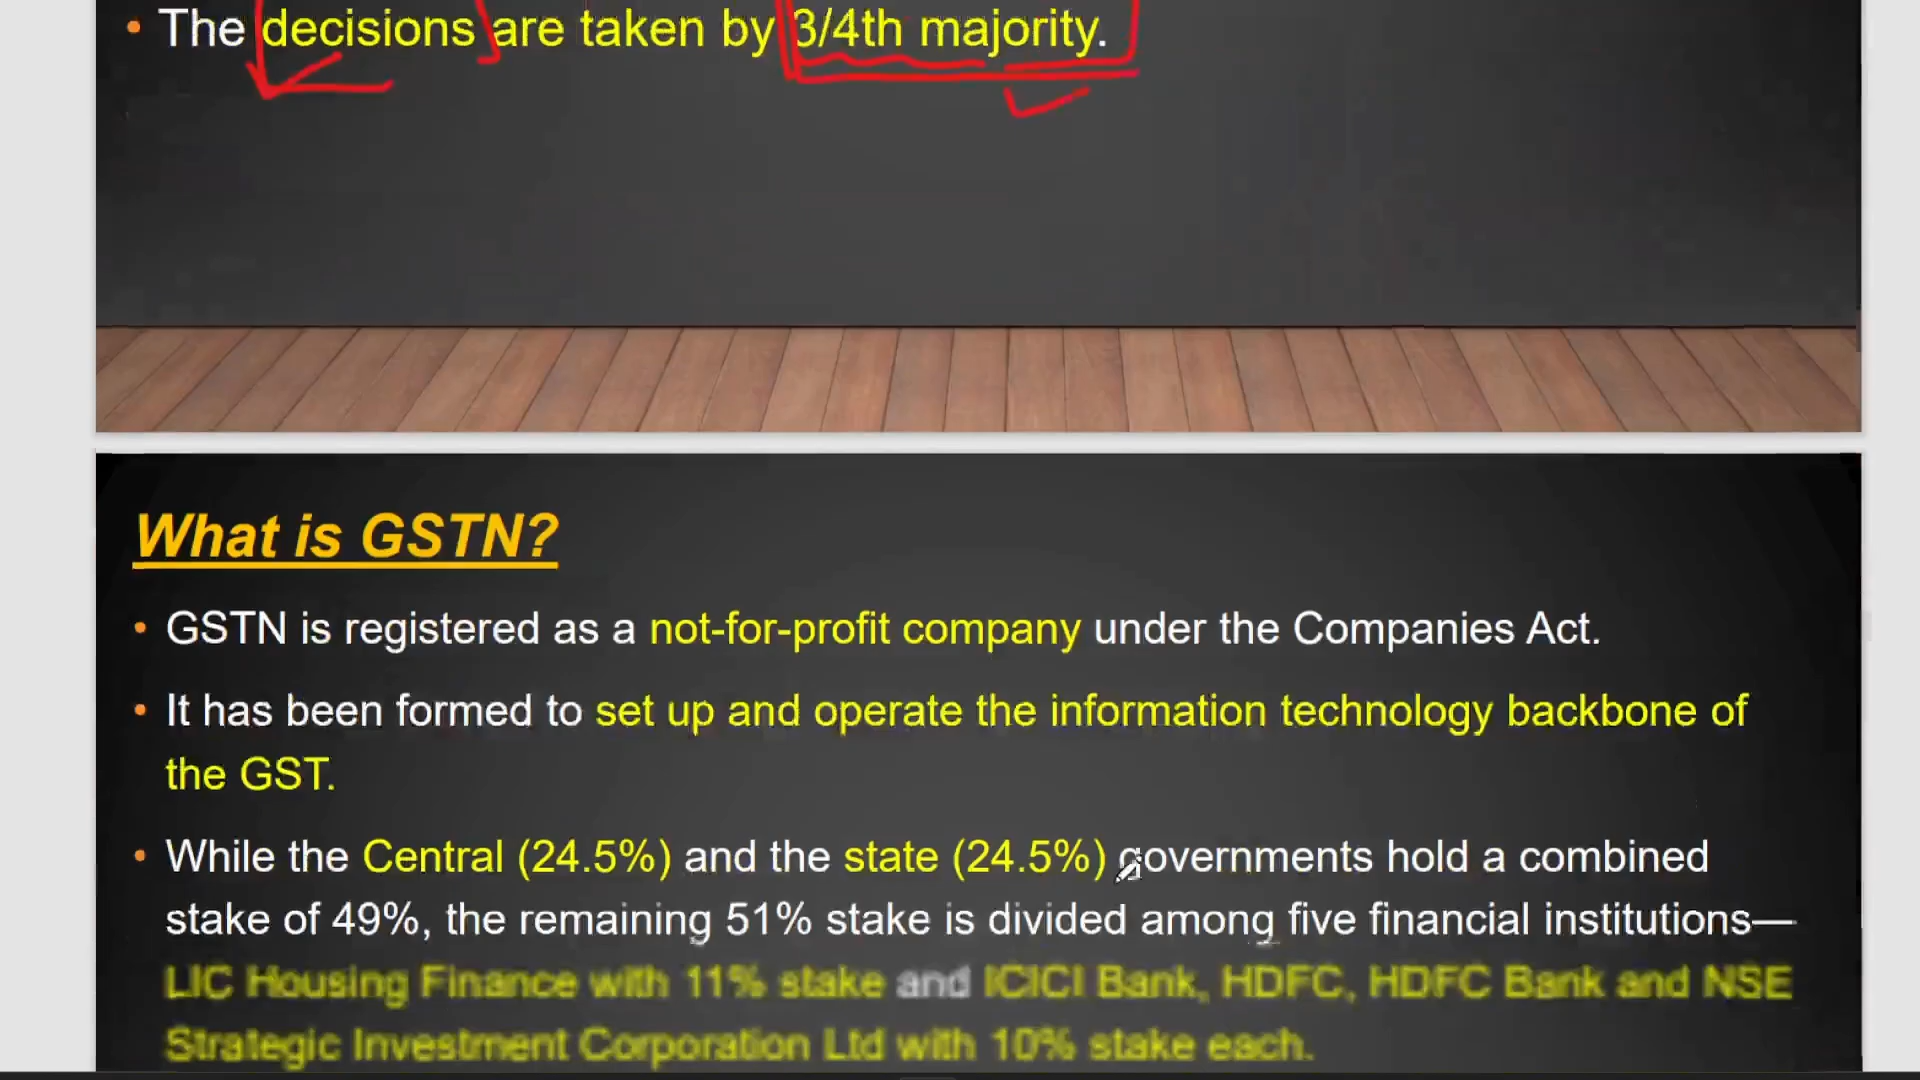 • The decisions are taken by 3/4th majority.
What is GSTN?
• GSTN is registered as a not-for-profit company under the Companies Act.
• It has been formed to set up and operate the information technology backbone of
the GST.
• While the Central (24.5%) and the state (24.5%) governments hold a combined
stake of 49%, the remaining 51% stake is divided among five financial institutions—
LIC Housing Finance with 11% stake and ICICI Bank, HDFC, HDFC Bank and NSE
Strategic Investment Corporation Ltd with 10% stake each.